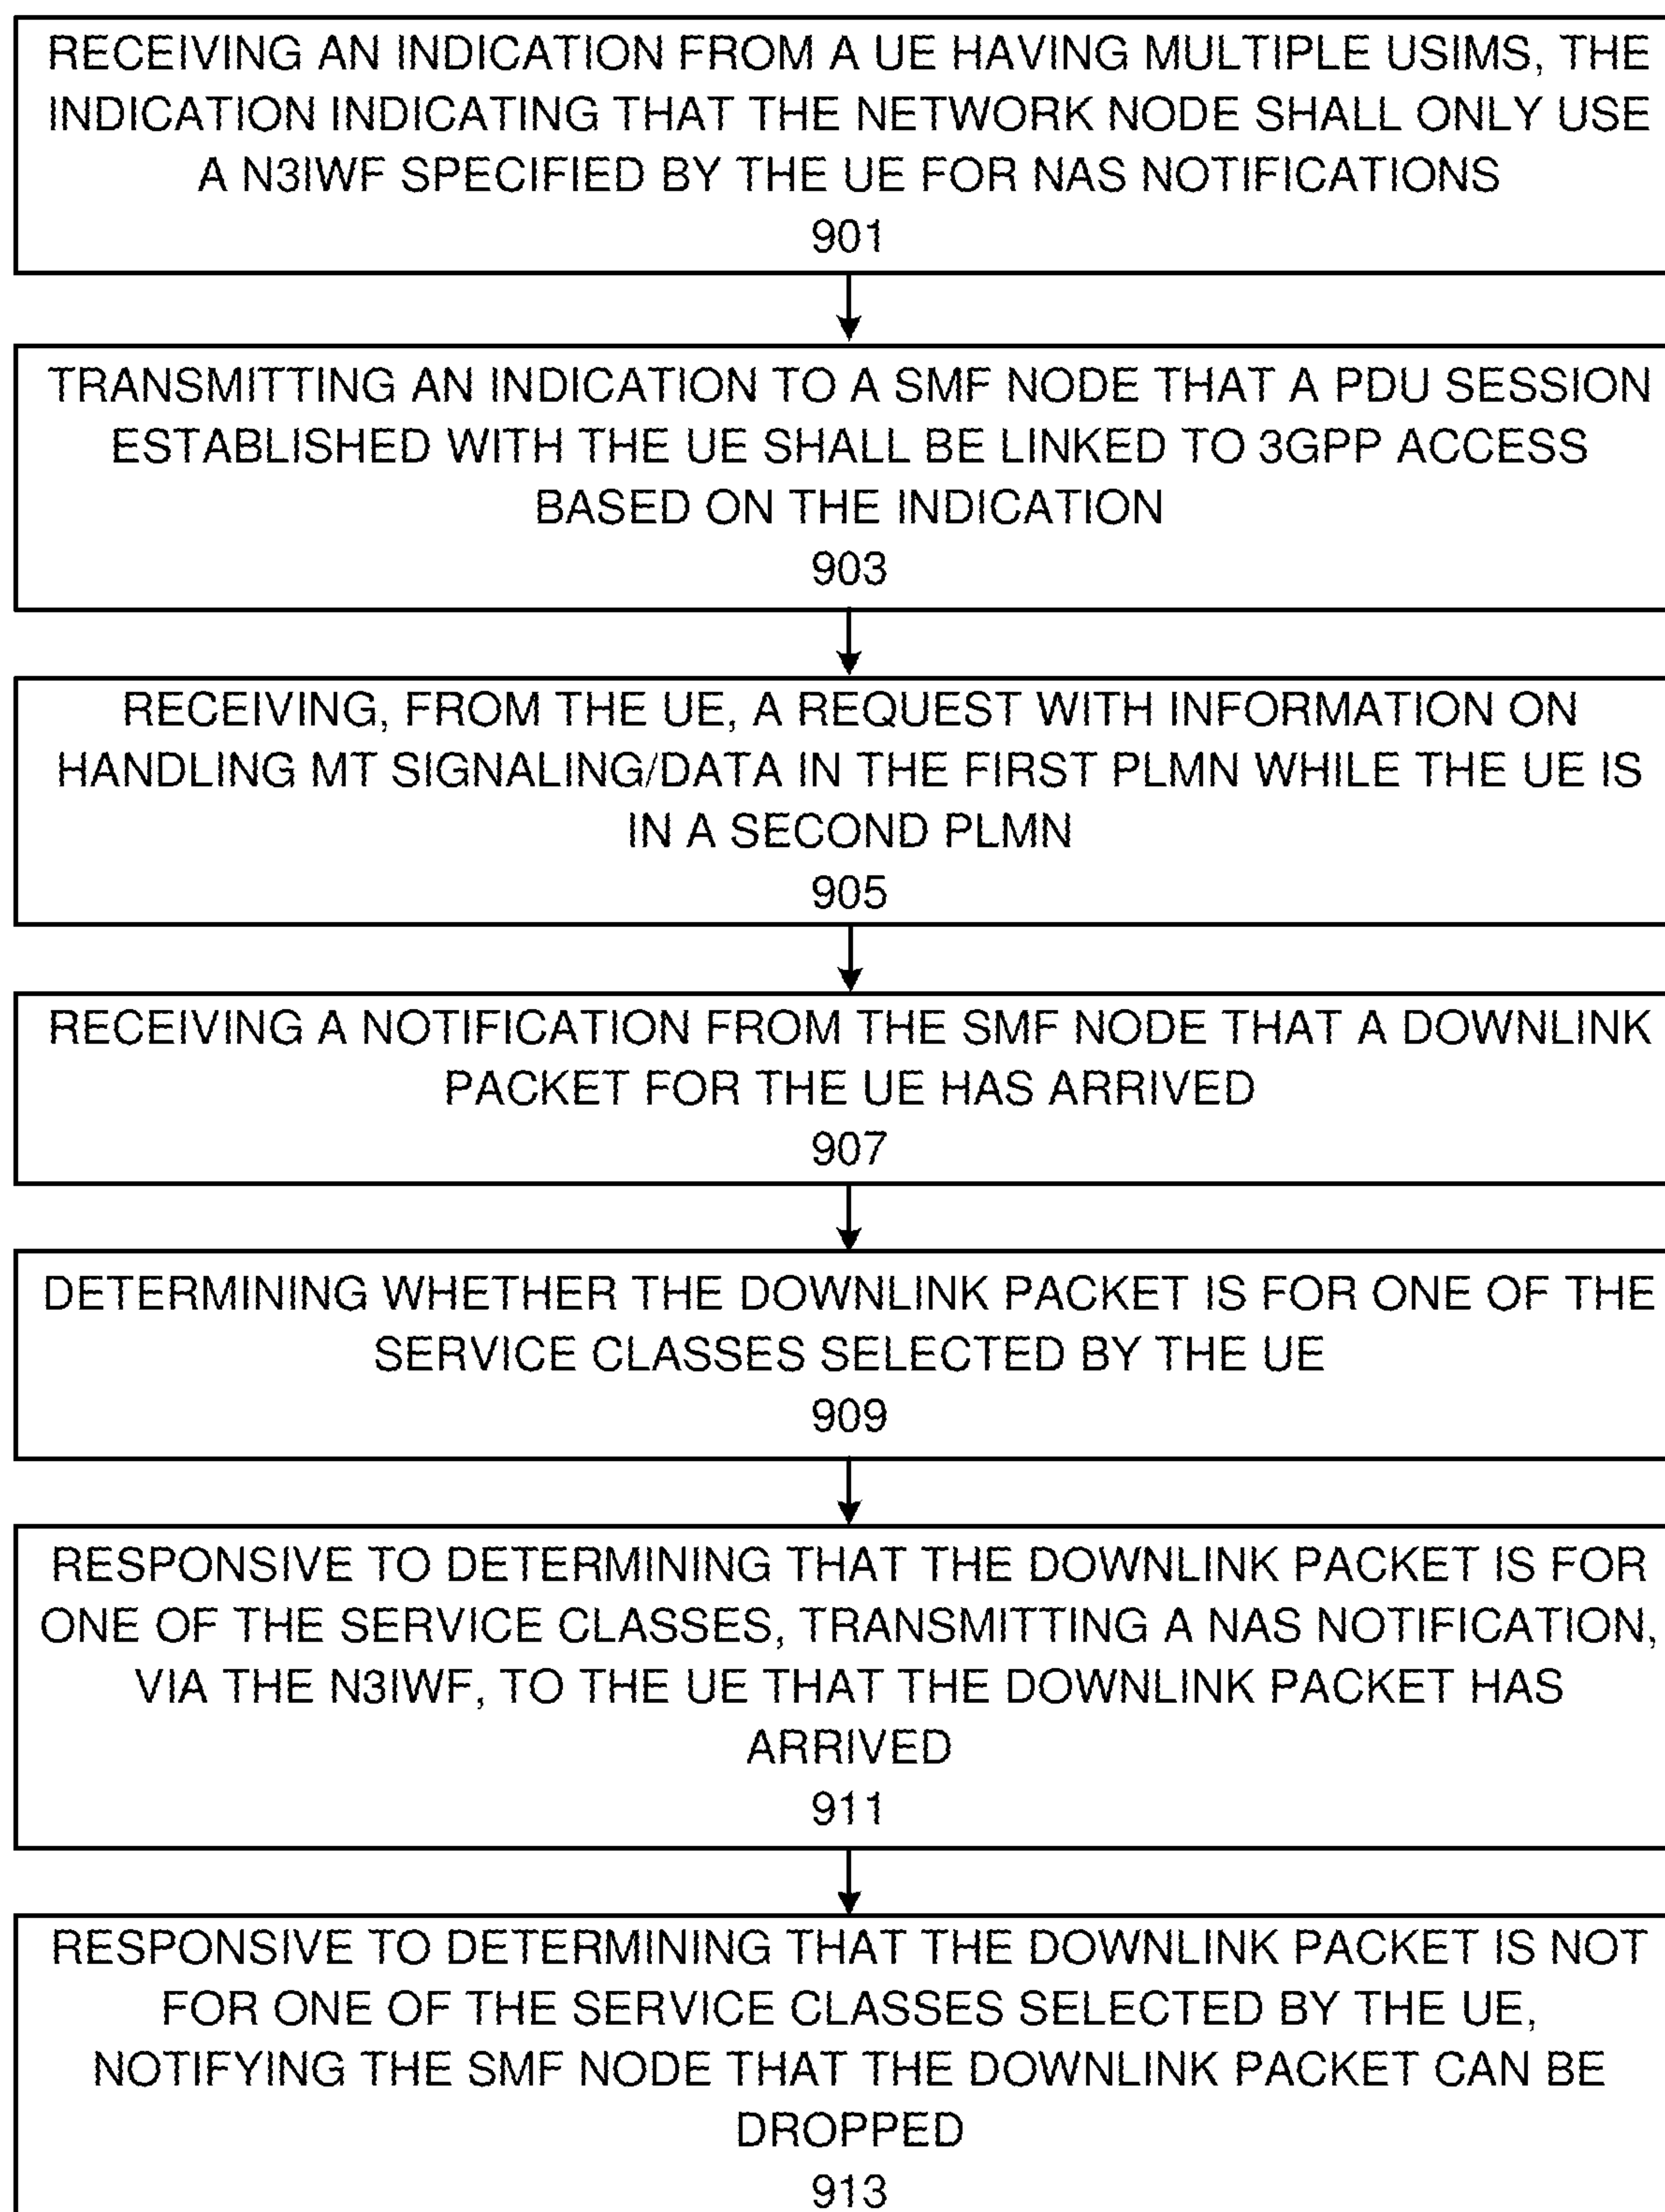 RECEIVING AN INDICATION FROM A UE HAVING MULTIPLE USIMS, THE
INDICATION INDICATING THAT THE NETWORK NODE SHALL ONLY USE
A N3IWF SPECIFIED BY THE UE FOR NAS NOTIFICATIONS
901
TRANSMITTING AN INDICATION TO A SMF NODE THAT A PDU SESSION
ESTABLISHED WITH THE UE SHALL BE LINKED TO 3GPP ACCESS
BASED ON THE INDICATION
903
RECEIVING, FROM THE UE, A REQUEST WITH INFORMATION ON
HANDLING MT SIGNALING/DATA IN THE FIRST PLMN WHILE THE UE IS
IN A SECOND PLMN
905
RECEIVING A NOTIFICATION FROM THE SMF NODE THAT A DOWNLINK
PACKET FOR THE UE HAS ARRIVED
907
DETERMINING WHETHER THE DOWNLINK PACKET IS FOR ONE OF THE
SERVICE CLASSES SELECTED BY THE UE
909
RESPONSIVE TO DETERMINING THAT THE DOWNLINK PACKET IS FOR
ONE OF THE SERVICE CLASSES, TRANSMITTING A NAS NOTIFICATION,
VIA THE N3IWF, TO THE UE THAT THE DOWNLINK PACKET HAS
ARRIVED
911
RESPONSIVE TO DETERMINING THAT THE DOWNLINK PACKET IS NOT
FOR ONE OF THE SERVICE CLASSES SELECTED BY THE UE,
NOTIFYING THE SMF NODE THAT THE DOWNLINK PACKET CAN BE
DROPPED
913